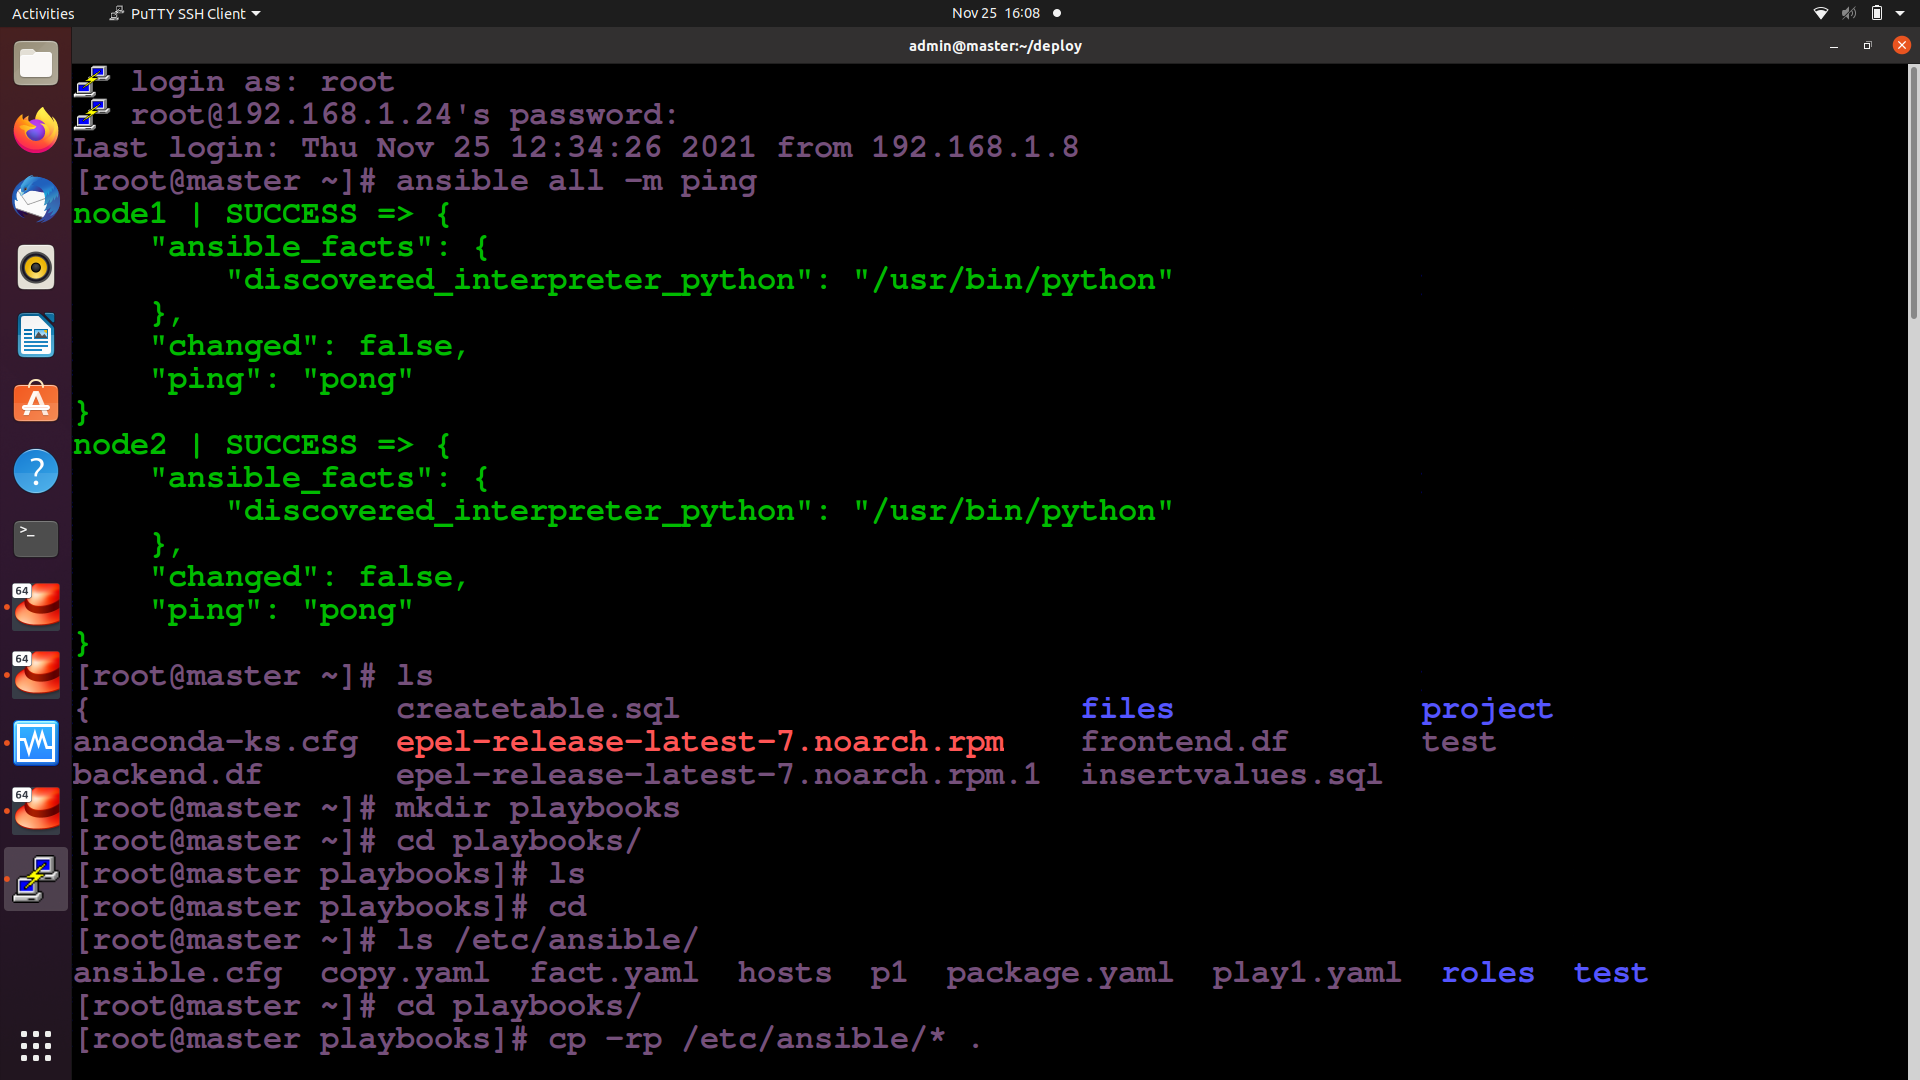 Activities PuTTY SSH Client Nov 25 16:08
admin@master:~/deploy
login as: root
root@192.168.1.24's password:
Last login: Thu Nov 25 12:34:26 2021 from 192.168.1.8
[root@master ~]# ansible all -m ping
node1 | SUCCESS => {
    "ansible_facts": {
        "discovered_interpreter_python": "/usr/bin/python"
    },
    "changed": false,
    "ping": "pong"
}
node2 | SUCCESS => {
    "ansible_facts": {
        "discovered_interpreter_python": "/usr/bin/python"
    },
    "changed": false,
    "ping": "pong"
}
[root@master ~]# ls
{ createtable.sql files project
anaconda-ks.cfg epel-release-latest-7.noarch.rpm frontend.df test
backend.df epel-release-latest-7.noarch.rpm.1 insertvalues.sql
[root@master ~]# mkdir playbooks
[root@master ~]# cd playbooks/
[root@master playbooks]# ls
[root@master playbooks]# cd
[root@master ~]# ls /etc/ansible/
ansible.cfg copy.yaml fact.yaml hosts p1 package.yaml play1.yaml roles test
[root@master ~]# cd playbooks/
[root@master playbooks]# cp -rp /etc/ansible/* .
?
>_
64
64
64